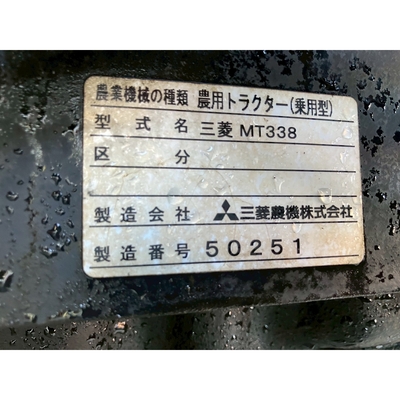 農業機械の種類 農用トラクター(乗用型)
型式名 三菱 MT338
区分
製造会社 三菱農機株式会社
製造番号 50251